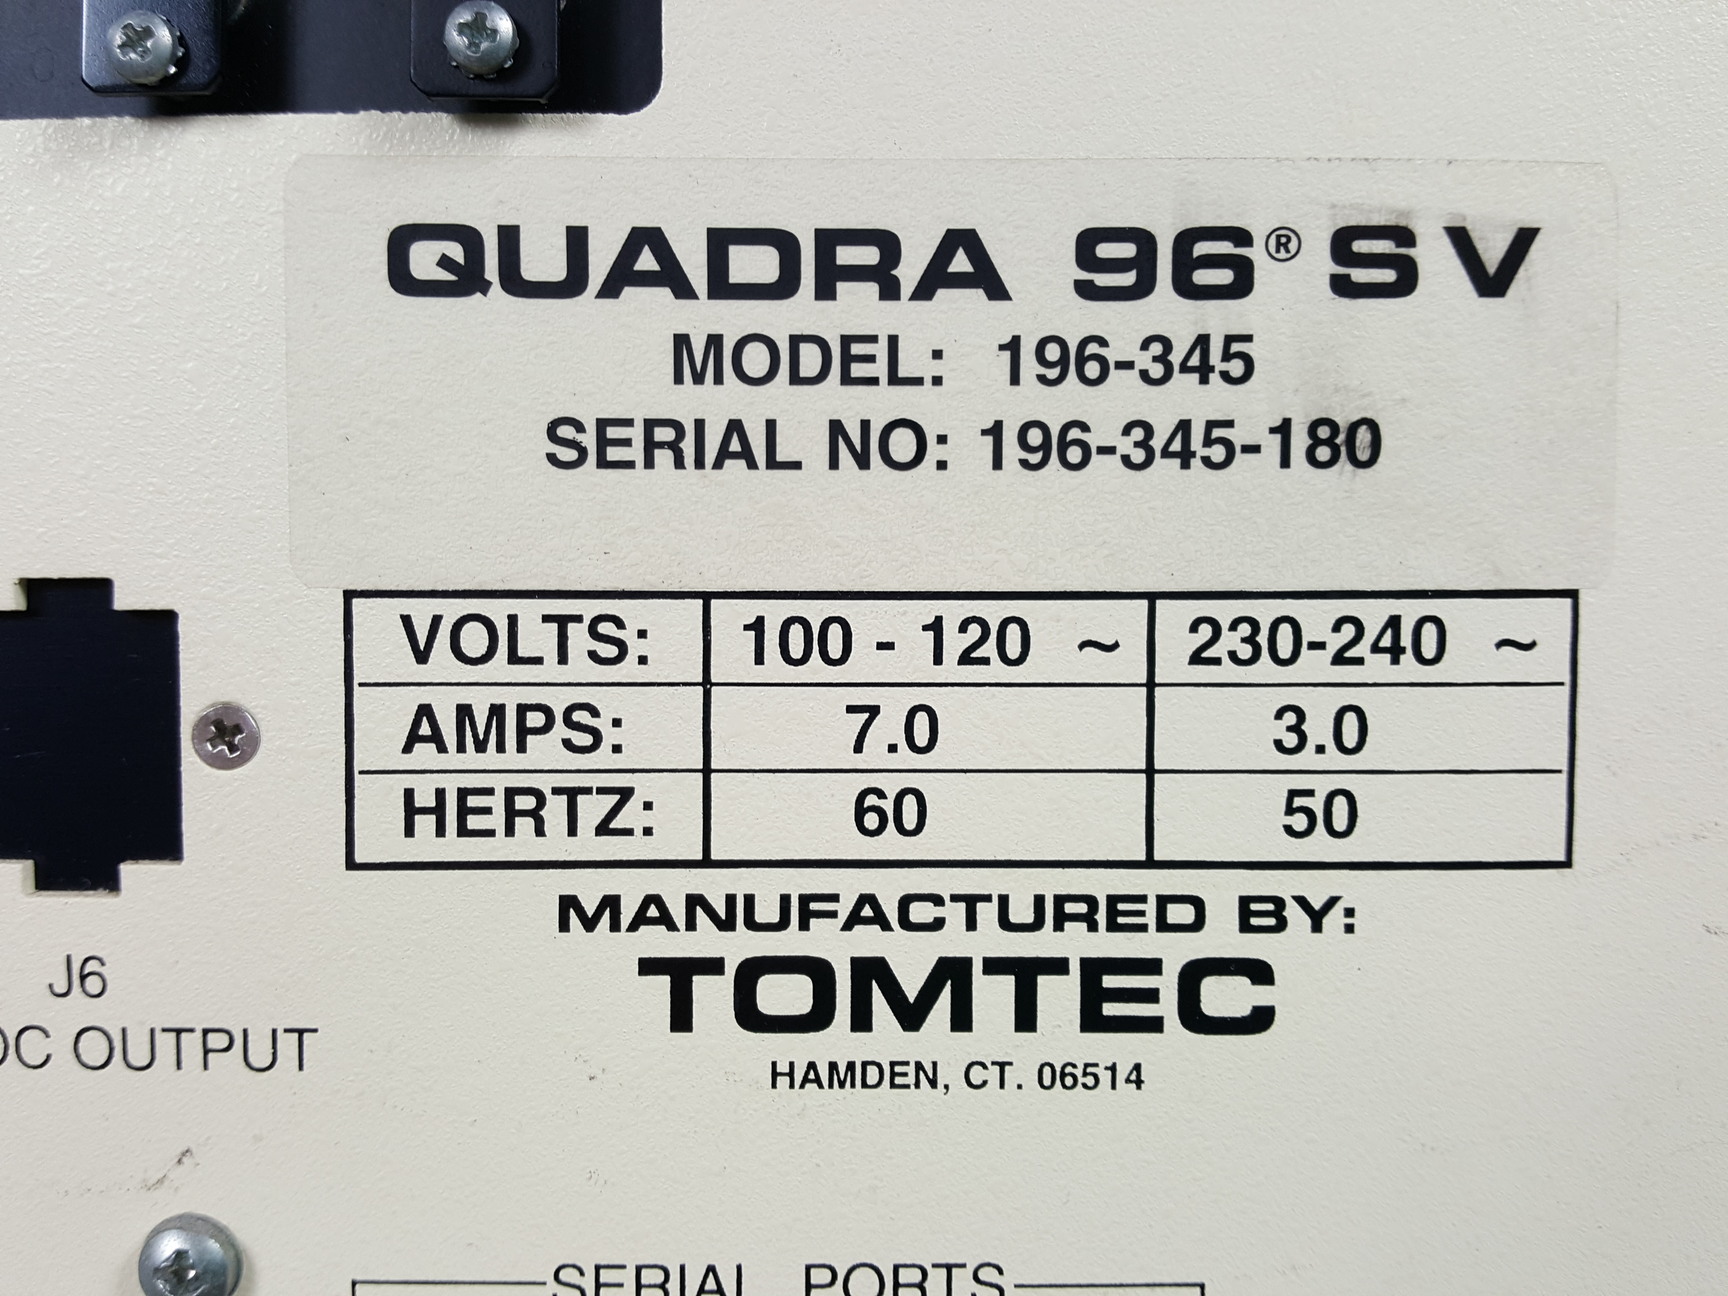 QUADRA 96® SV
MODEL: 196-345
SERIAL NO: 196-345-180
VOLTS: 100 - 120 ~ 230-240 ~
AMPS: 7.0 3.0
HERTZ: 60 50
MANUFACTURED BY:
TOMTEC
HAMDEN, CT. 06514
J6
OUTPUT
SERIAL PORTS